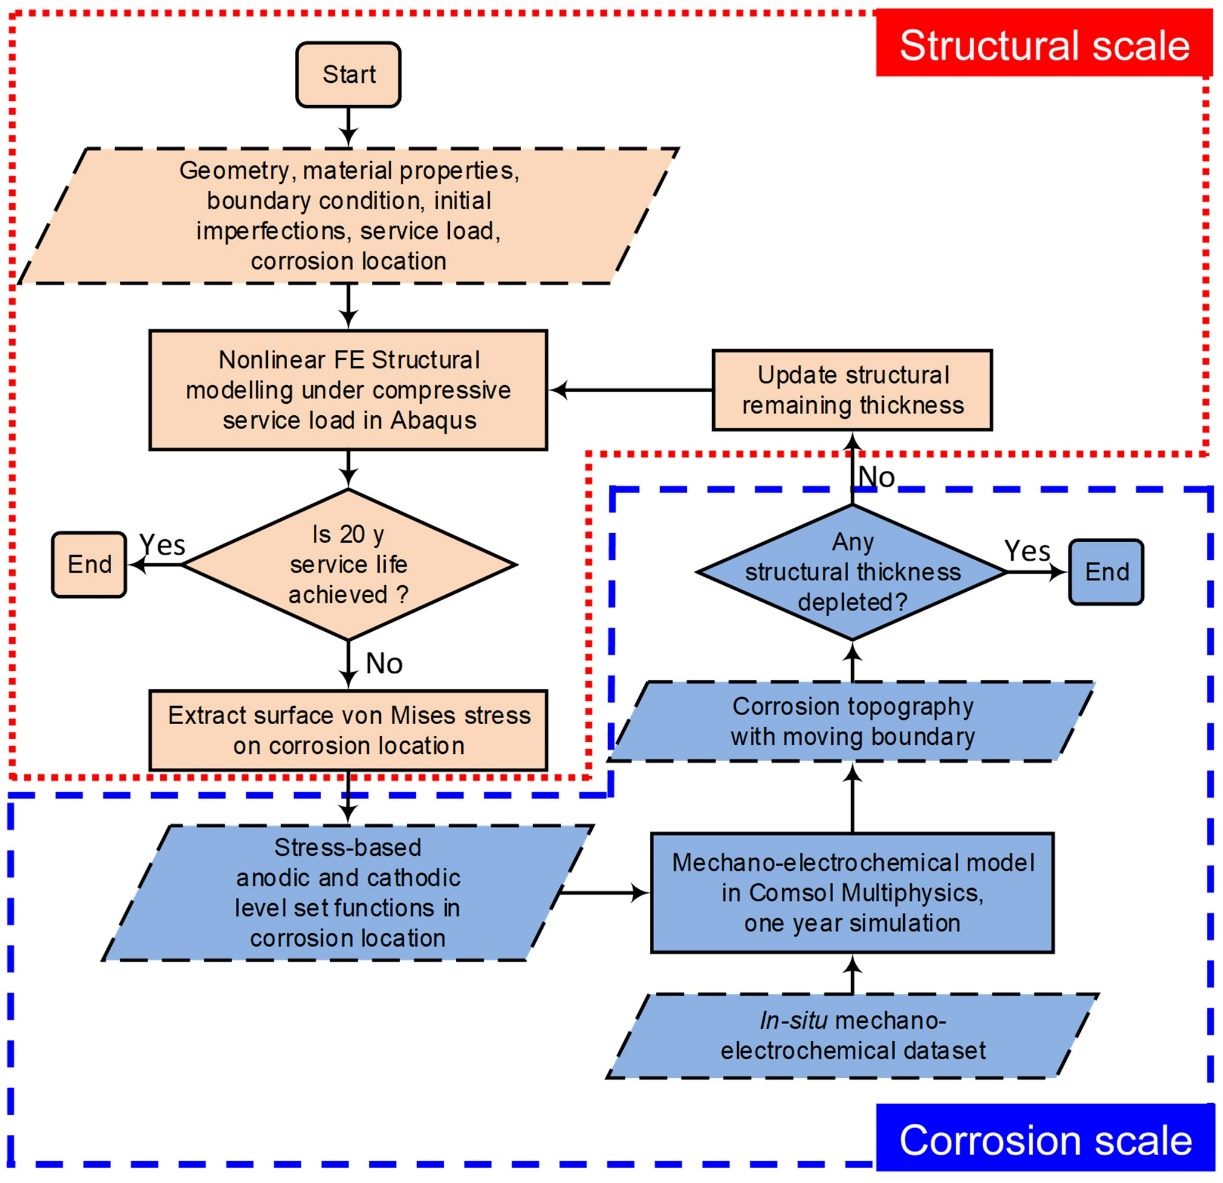 Structural scale
Start
Geometry, material properties,
boundary condition, initial
imperfections, service load,
corrosion location
Nonlinear FE Structural
modelling under compressive
service load in Abaqus
Update structural
remaining thickness
No
Is 20 y
service life
achieved ?
Yes
End
No
Extract surface von Mises stress
on corrosion location
Any
structural thickness
depleted?
Yes
End
Corrosion topography
with moving boundary
Stress-based
anodic and cathodic
level set functions in
corrosion location
Mechano-electrochemical model
in Comsol Multiphysics,
one year simulation
In-situ mechano-
electrochemical dataset
Corrosion scale